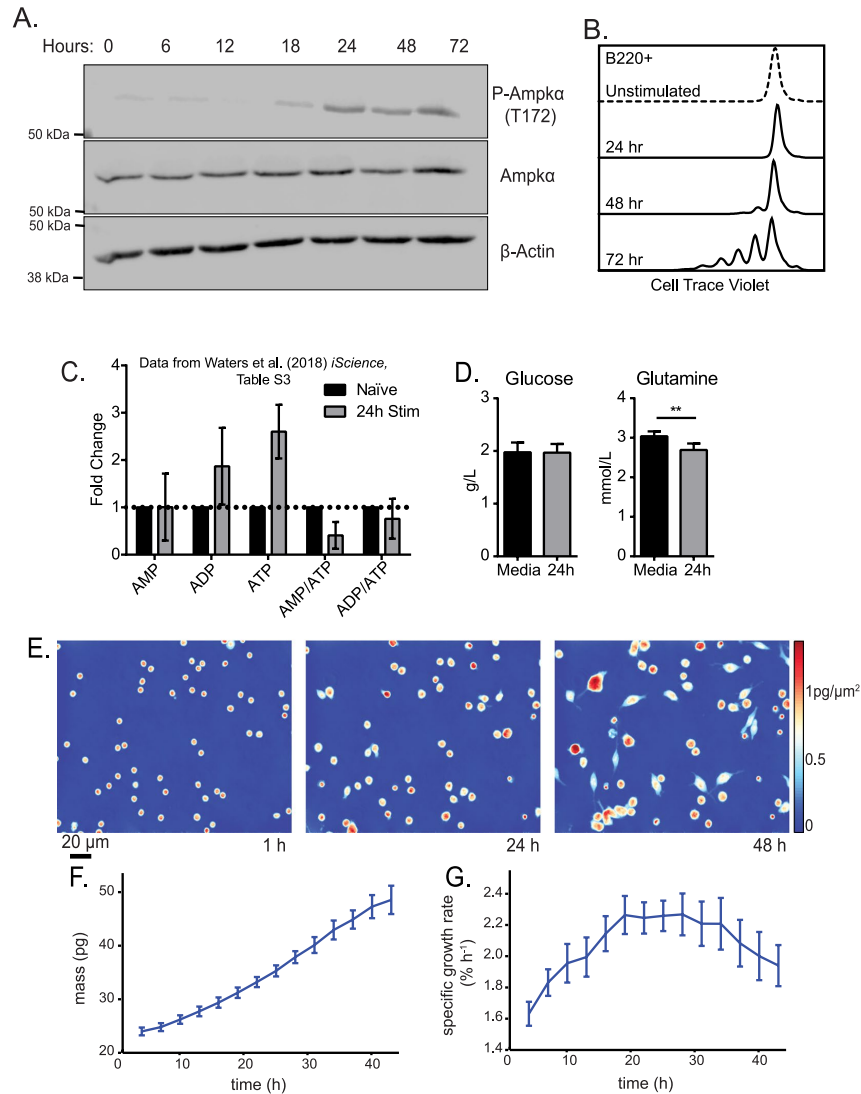 A.
Hours: 0 6 12 18 24 48 72
P-Ampkα
(T172)
50 kDa
Ampkα
50 kDa
50 kDa
β-Actin
38 kDa
B.
B220+
Unstimulated
24 hr
48 hr
72 hr
Cell Trace Violet
C.
Data from Waters et al. (2018) iScience,
Table S3
Naïve
24h Stim
Fold Change
4
3
2
1
0
AMP
ADP
ATP
AMP/ATP
ADP/ATP
D.
Glucose
g/L
3
2
1
0
Media 24h
Glutamine
**
mmol/L
4
3
2
1
0
Media 24h
E.
1pg/μm²
0.5
0
20 μm
1 h
24 h
48 h
F.
mass (pg)
50
40
30
20
0 10 20 30 40
time (h)
G.
specific growth rate
(% h⁻¹)
2.4
2.2
2.0
1.8
1.6
1.4
0 10 20 30 40
time (h)